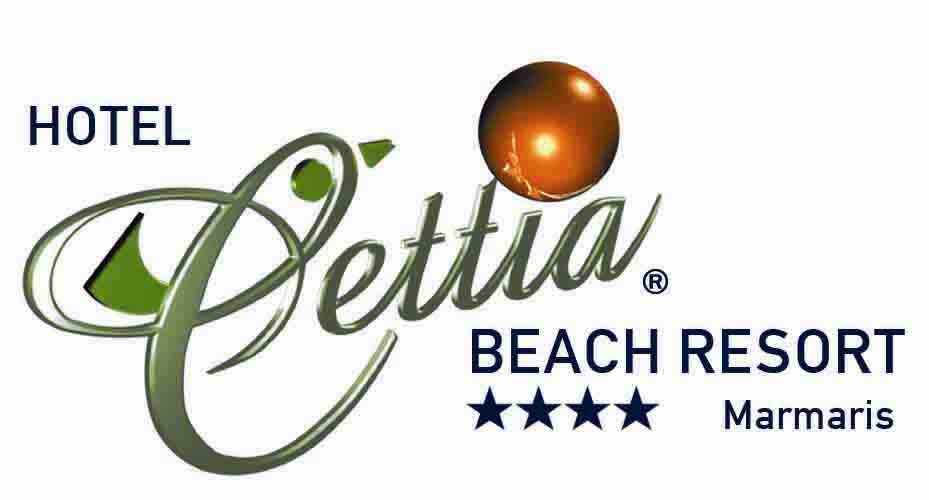 HOTEL
Cettia ®
BEACH RESORT
★★★★ Marmaris